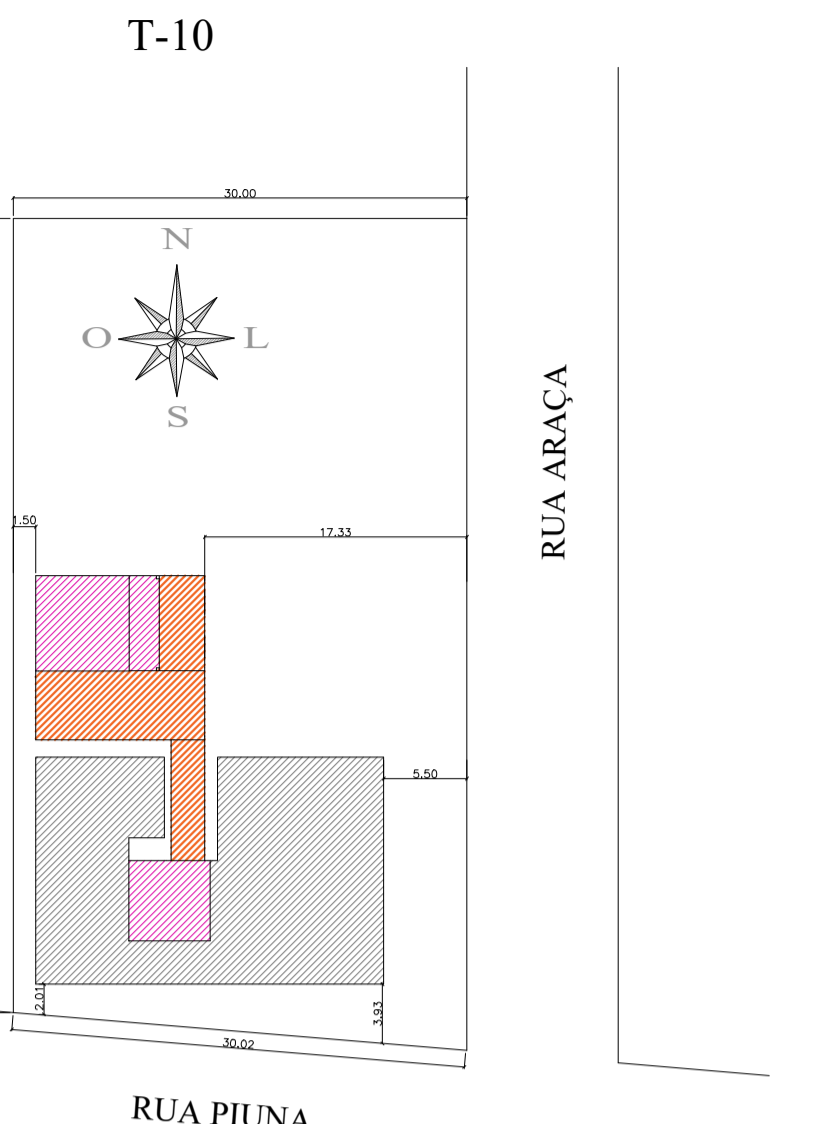 T-10
30.00
N
O
L
S
RUA ARAÇA
1.50
17.33
5.50
2.01
3.93
30.02
RUA PIUNA